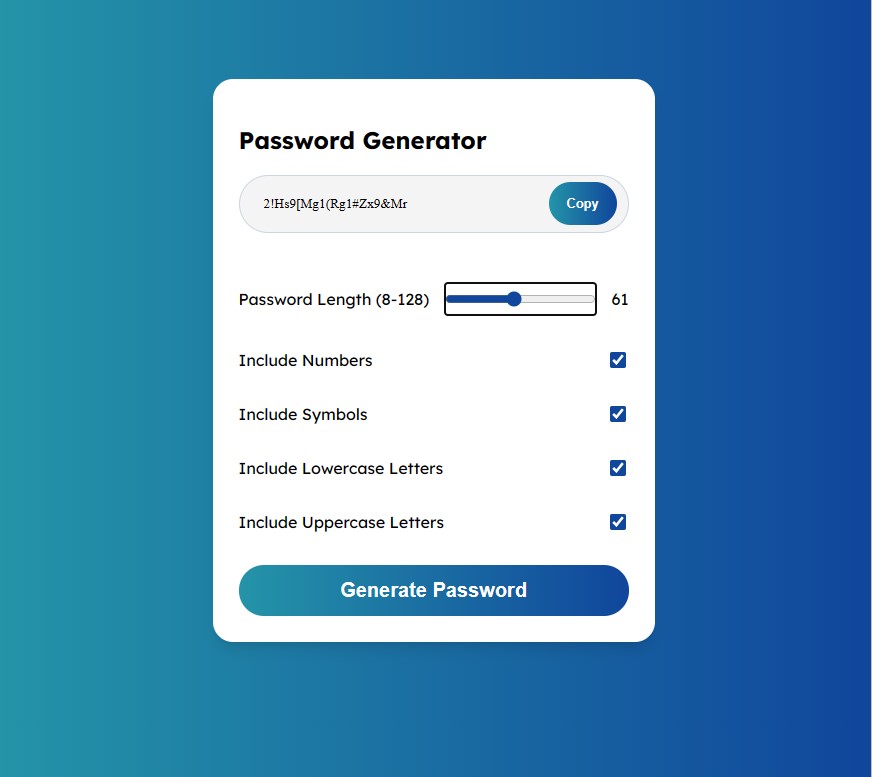 Password Generator
2!Hs9[Mg1(Rg1#Zx9&Mr
Copy
Password Length (8-128)
61
Include Numbers
Include Symbols
Include Lowercase Letters
Include Uppercase Letters
Generate Password